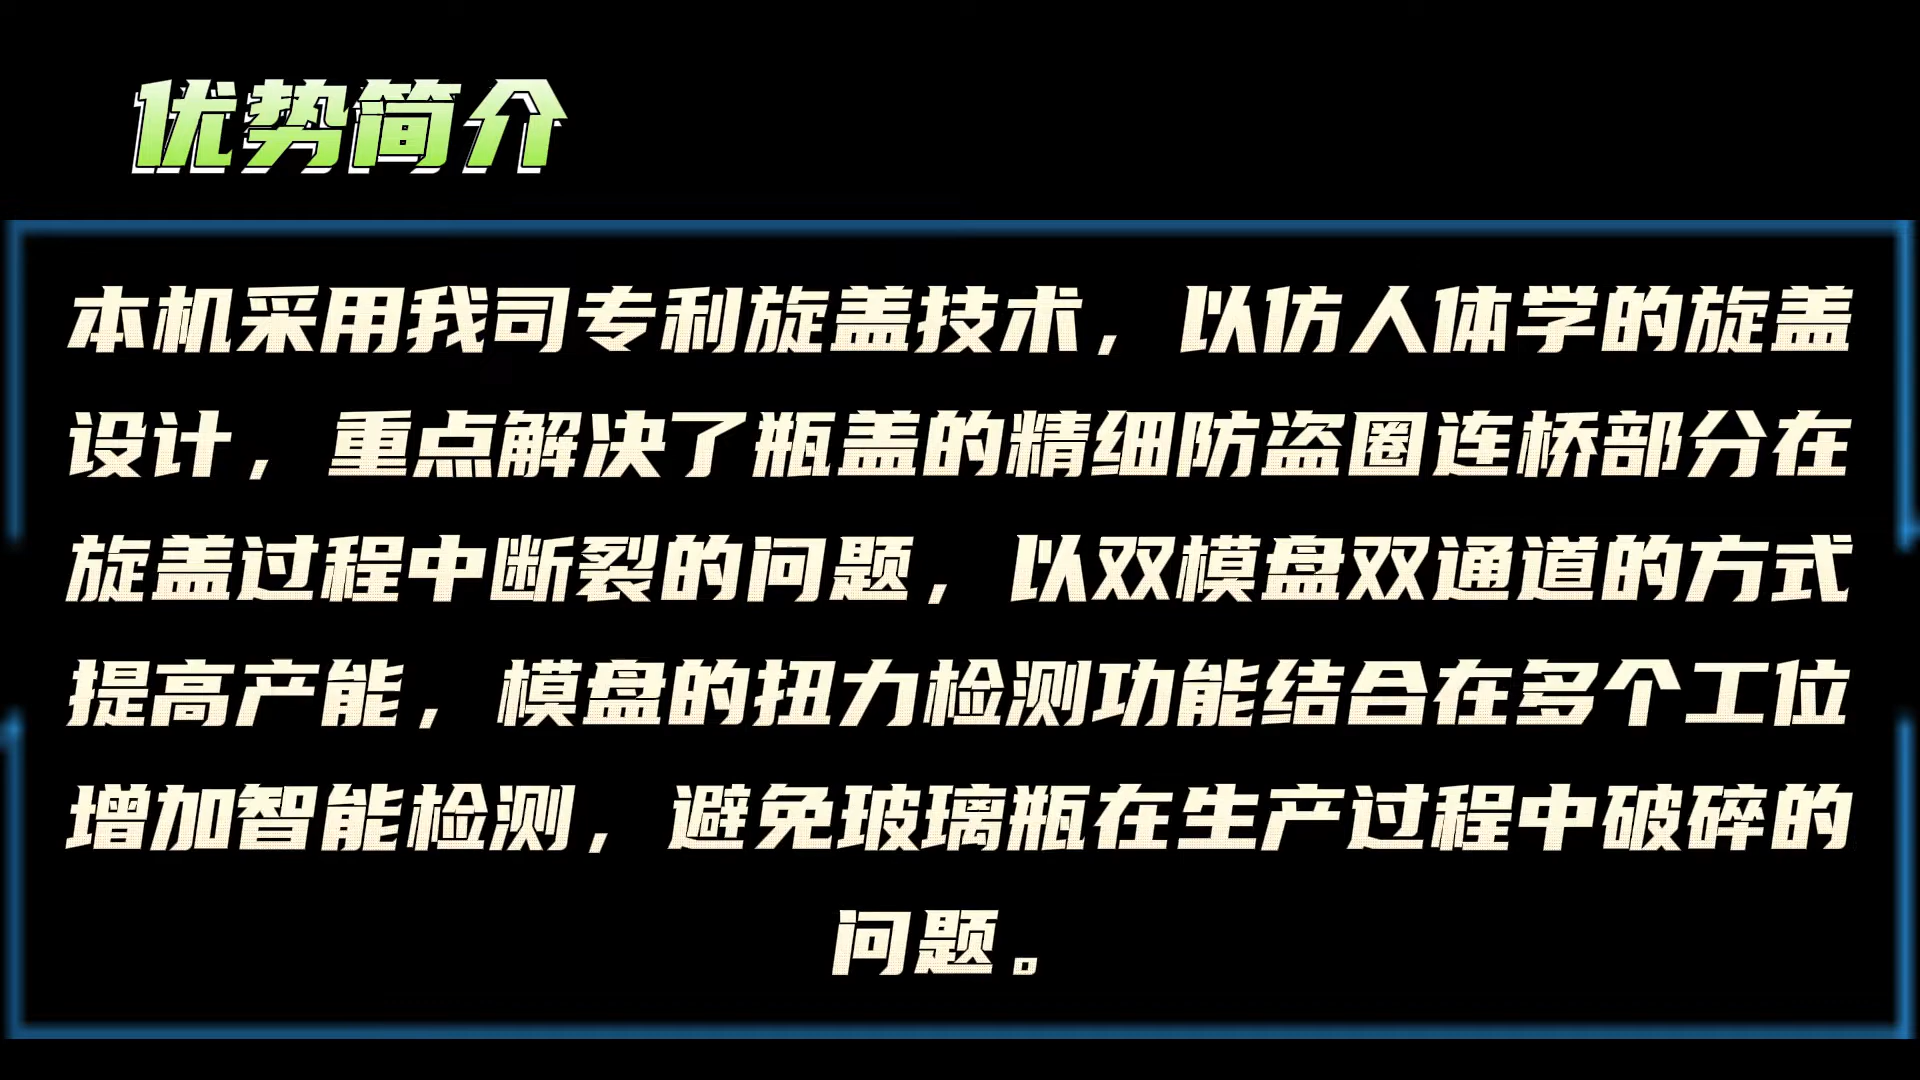 优势简介
本机采用我司专利旋盖技术，以仿人体学的旋盖
设计，重点解决了瓶盖的精细防盗圈连桥部分在
旋盖过程中断裂的问题，以双模盘双通道的方式
提高产能，模盘的扭力检测功能结合在多个工位
增加智能检测，避免玻璃瓶在生产过程中破碎的
问题。